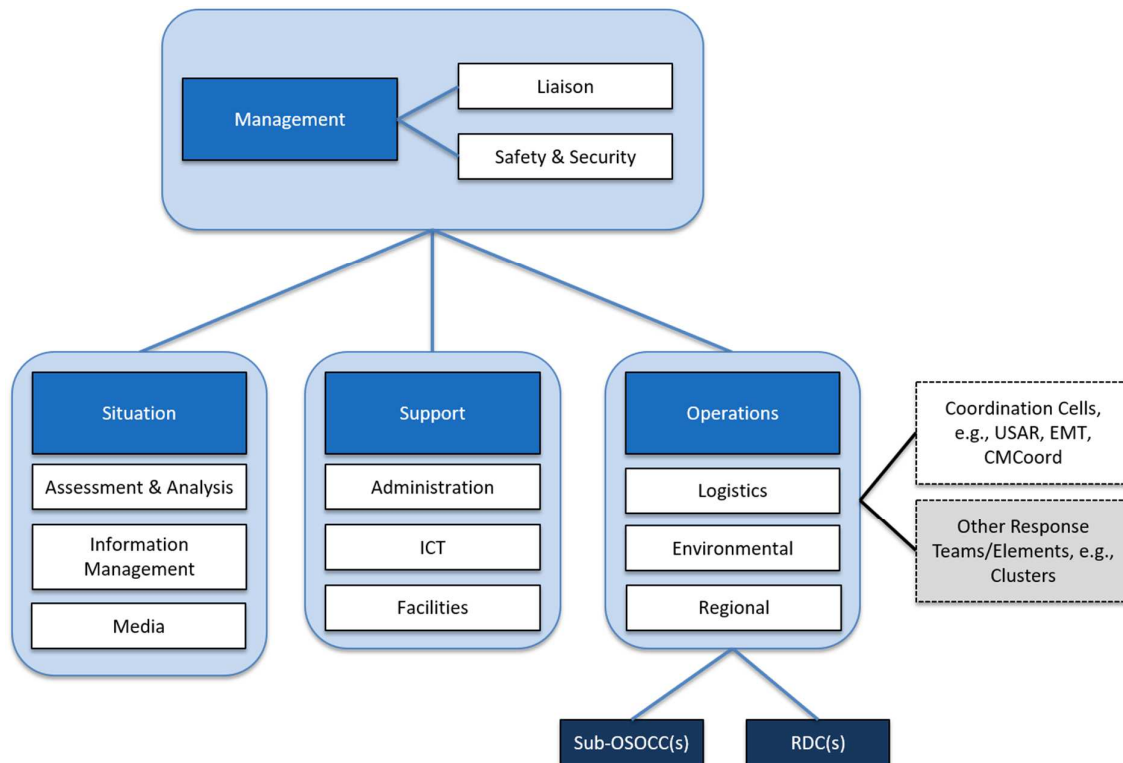 Management
Liaison
Safety & Security
Situation
Assessment & Analysis
Information
Management
Media
Support
Administration
ICT
Facilities
Operations
Logistics
Environmental
Regional
Coordination Cells,
e.g., USAR, EMT,
CMCoord
Other Response
Teams/Elements, e.g.,
Clusters
Sub-OSOCC(s)
RDC(s)